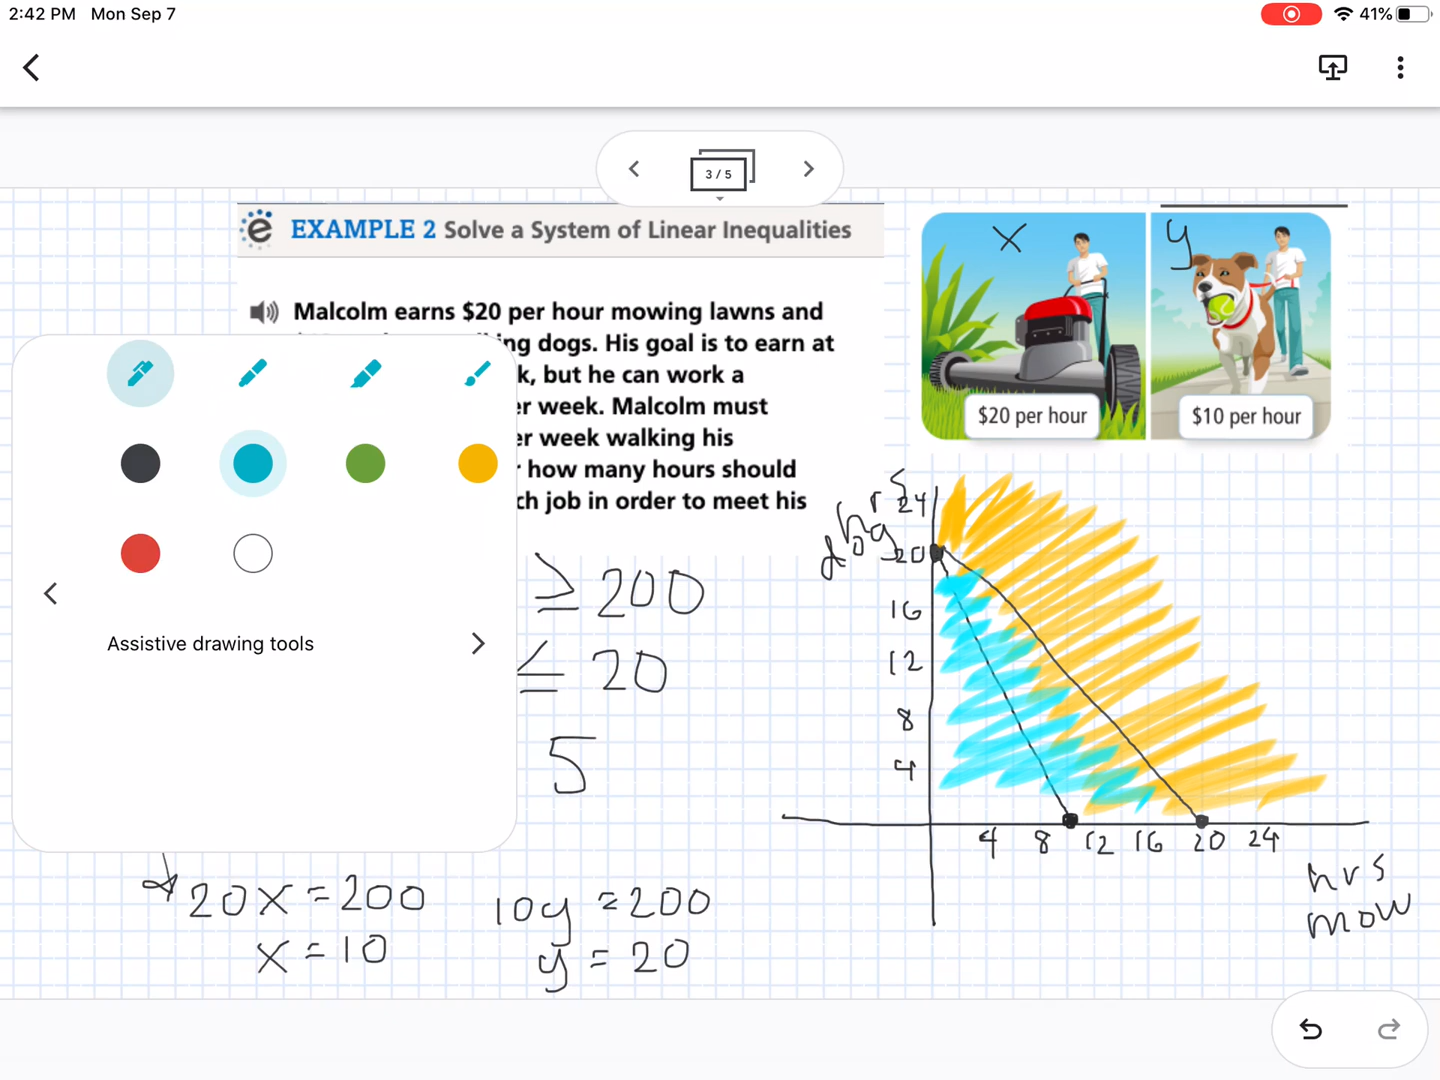 2:42 PM Mon Sep 7
41%
3 / 5
e EXAMPLE 2 Solve a System of Linear Inequalities
Malcolm earns $20 per hour mowing lawns and
ng dogs. His goal is to earn at
k, but he can work a
er week. Malcolm must
er week walking his
how many hours should
ch job in order to meet his
x
y
$20 per hour
$10 per hour
Assistive drawing tools
≥ 200
≤ 20
5
20x = 200
x = 10
10y = 200
y = 20
dog hrs
24
20
16
12
8
4
4 8 12 16 20 24
hrs
mow